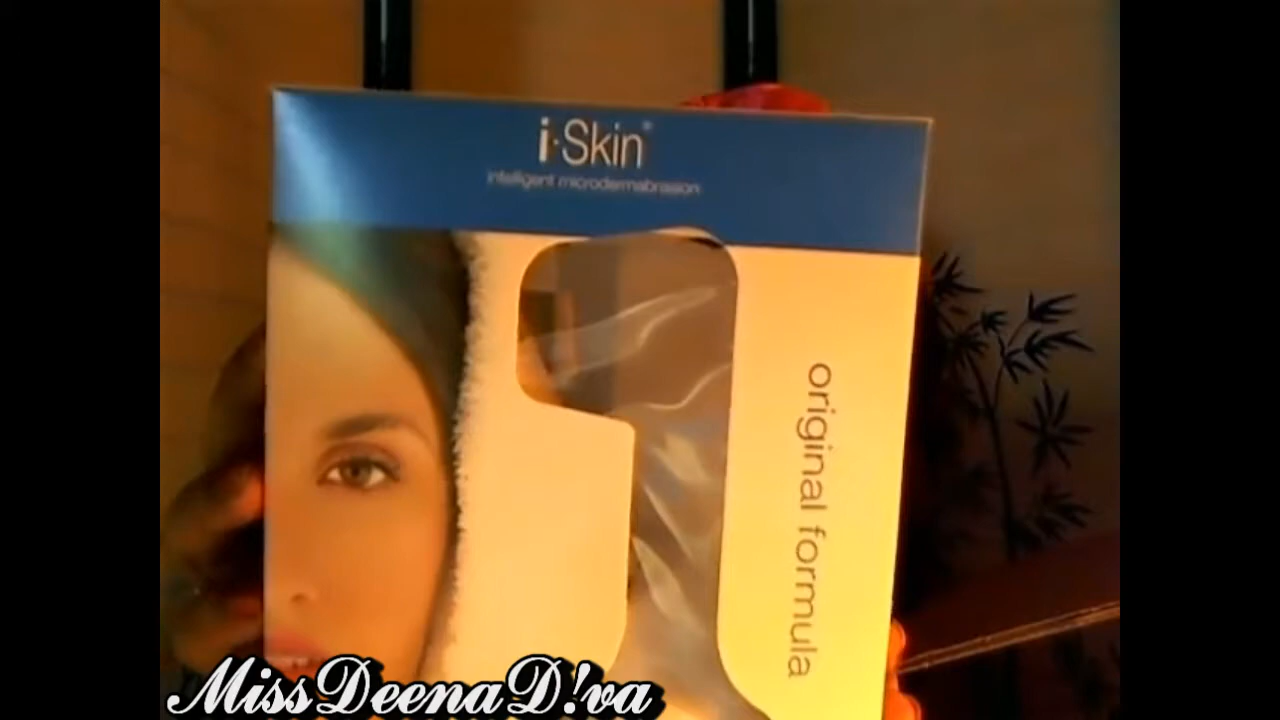 i·Skin®
intelligent microdermabrasion
original formula
MissDeenaD!va